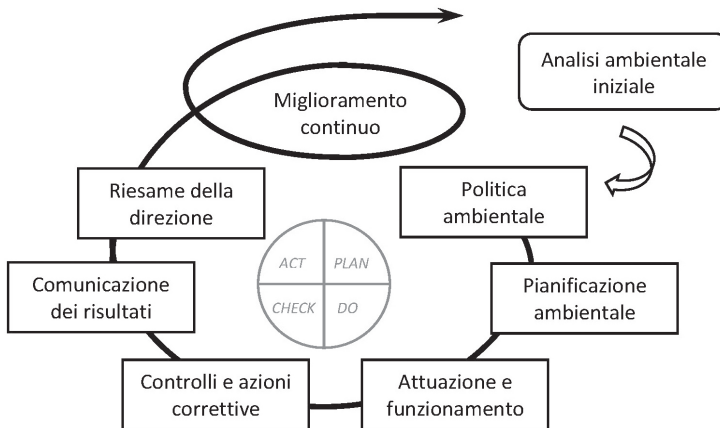 Analisi ambientale
iniziale
Miglioramento
continuo
Riesame della
direzione
Politica
ambientale
ACT
PLAN
Comunicazione
dei risultati
Pianificazione
ambientale
CHECK
DO
Controlli e azioni
correttive
Attuazione e
funzionamento